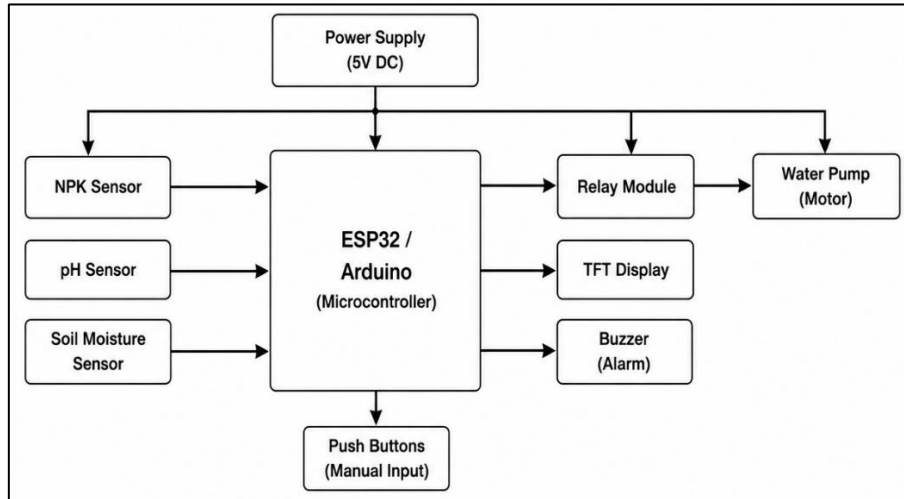 Power Supply
(5V DC)
NPK Sensor
pH Sensor
Soil Moisture
Sensor
ESP32 /
Arduino
(Microcontroller)
Relay Module
Water Pump
(Motor)
TFT Display
Buzzer
(Alarm)
Push Buttons
(Manual Input)